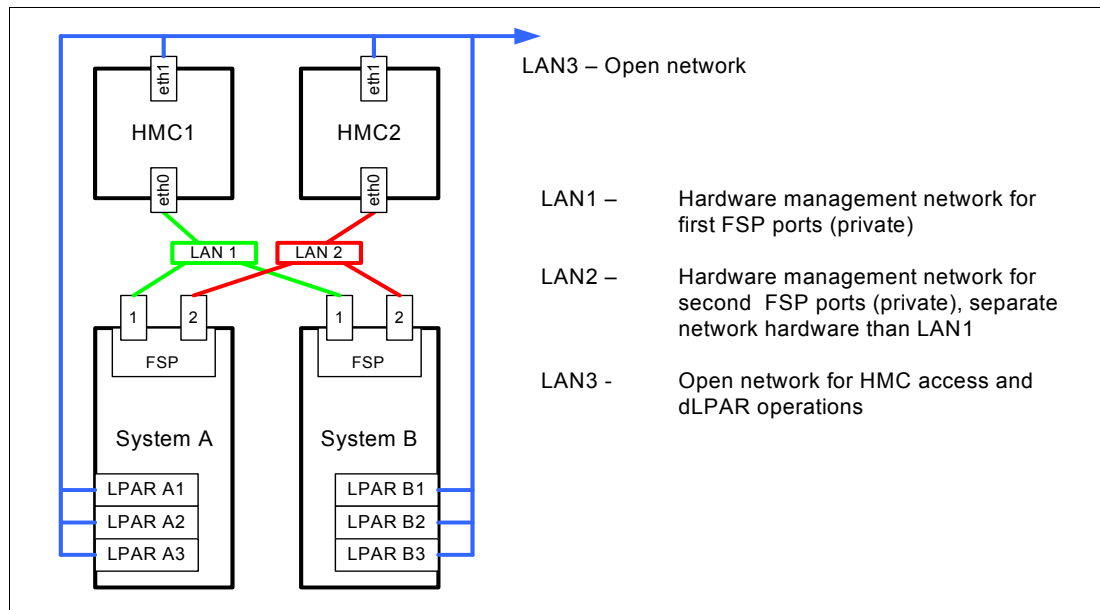 eth1
eth1
LAN3 – Open network
HMC1
HMC2
eth0
eth0
LAN1 – Hardware management network for
first FSP ports (private)
LAN 1
LAN 2
LAN2 – Hardware management network for
second FSP ports (private), separate
network hardware than LAN1
1
2
1
2
FSP
FSP
LAN3 - Open network for HMC access and
dLPAR operations
System A
System B
LPAR A1
LPAR B1
LPAR A2
LPAR B2
LPAR A3
LPAR B3